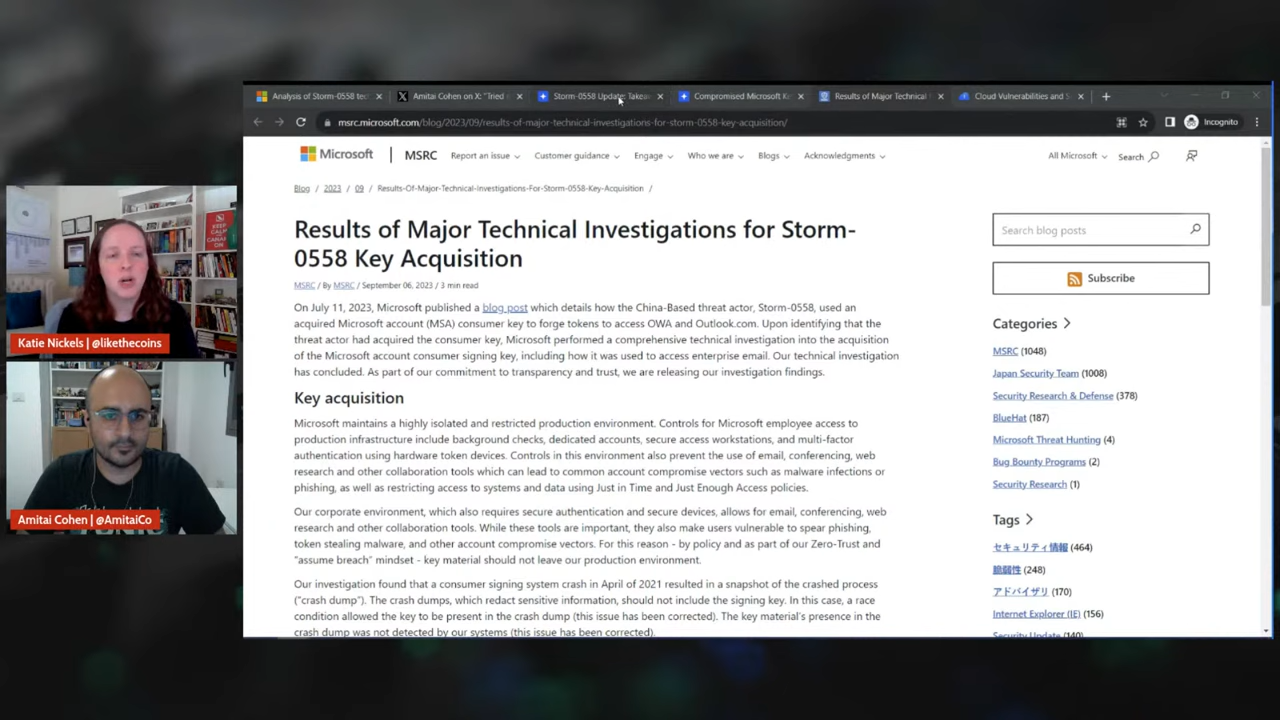 Analysis of Storm-0558 tec
Amitai Cohen on X: "Tried
Storm-0558 Update: Takea
Compromised Microsoft Ke
Results of Major Technical
Cloud Vulnerabilities and S
msrc.microsoft.com/blog/2023/09/results-of-major-technical-investigations-for-storm-0558-key-acquisition/
Incognito
Microsoft
MSRC
Report an issue
Customer guidance
Engage
Who we are
Blogs
Acknowledgments
All Microsoft
Search
Blog / 2023 / 09 / Results-Of-Major-Technical-Investigations-For-Storm-0558-Key-Acquisition /
Results of Major Technical Investigations for Storm-
0558 Key Acquisition
MSRC / By MSRC / September 06, 2023 / 3 min read
On July 11, 2023, Microsoft published a blog post which details how the China-Based threat actor, Storm-0558, used an
acquired Microsoft account (MSA) consumer key to forge tokens to access OWA and Outlook.com. Upon identifying that the
threat actor had acquired the consumer key, Microsoft performed a comprehensive technical investigation into the acquisition
of the Microsoft account consumer signing key, including how it was used to access enterprise email. Our technical investigation
has concluded. As part of our commitment to transparency and trust, we are releasing our investigation findings.
Key acquisition
Microsoft maintains a highly isolated and restricted production environment. Controls for Microsoft employee access to
production infrastructure include background checks, dedicated accounts, secure access workstations, and multi-factor
authentication using hardware token devices. Controls in this environment also prevent the use of email, conferencing, web
research and other collaboration tools which can lead to common account compromise vectors such as malware infections or
phishing, as well as restricting access to systems and data using Just in Time and Just Enough Access policies.
Our corporate environment, which also requires secure authentication and secure devices, allows for email, conferencing, web
research and other collaboration tools. While these tools are important, they also make users vulnerable to spear phishing,
token stealing malware, and other account compromise vectors. For this reason - by policy and as part of our Zero-Trust and
“assume breach” mindset - key material should not leave our production environment.
Our investigation found that a consumer signing system crash in April of 2021 resulted in a snapshot of the crashed process
(“crash dump”). The crash dumps, which redact sensitive information, should not include the signing key. In this case, a race
condition allowed the key to be present in the crash dump (this issue has been corrected). The key material's presence in the
crash dump was not detected by our systems (this issue has been corrected).
Search blog posts
Subscribe
Categories
MSRC (1048)
Japan Security Team (1008)
Security Research & Defense (378)
BlueHat (187)
Microsoft Threat Hunting (4)
Bug Bounty Programs (2)
Security Research (1)
Tags
セキュリティ情報 (464)
脆弱性 (248)
アドバイザリ (170)
Internet Explorer (IE) (156)
Security Update (140)
KEEP
CALM
Katie Nickels | @likethecoins
Amitai Cohen | @AmitaiCo